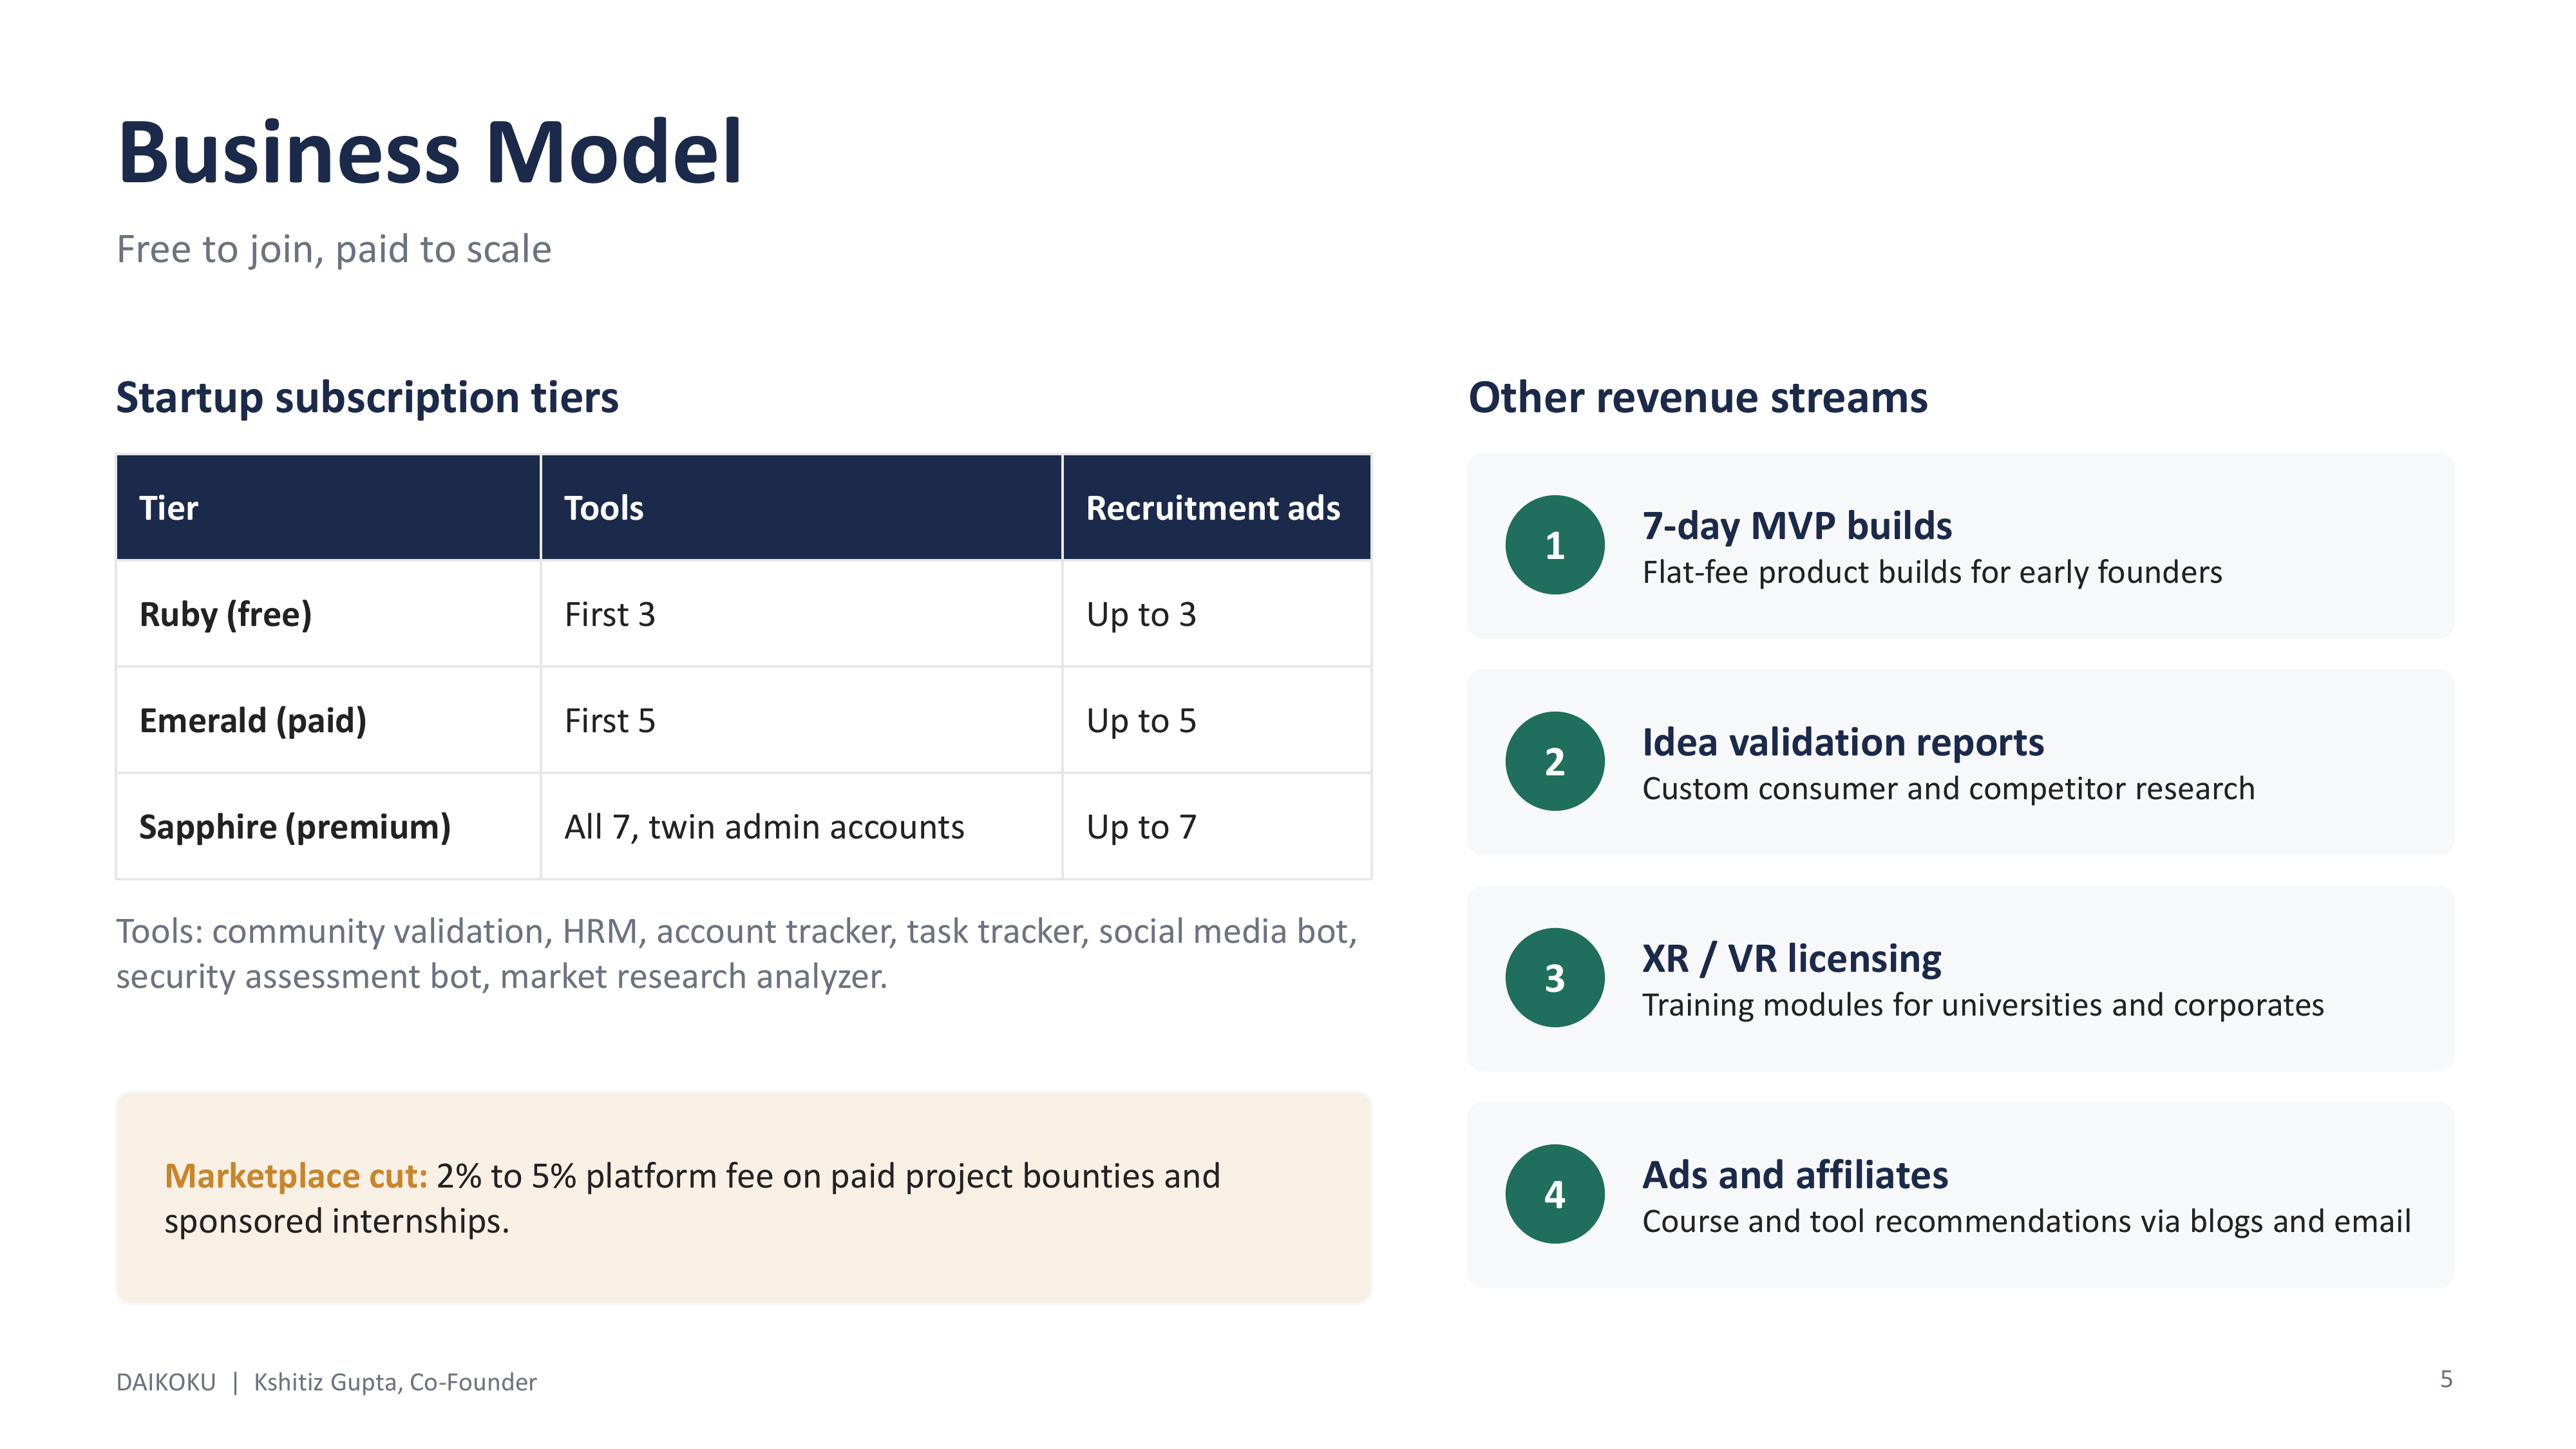 Business Model
Free to join, paid to scale
Startup subscription tiers
Tier Tools Recruitment ads
Ruby (free) First 3 Up to 3
Emerald (paid) First 5 Up to 5
Sapphire (premium) All 7, twin admin accounts Up to 7
Tools: community validation, HRM, account tracker, task tracker, social media bot,
security assessment bot, market research analyzer.
Marketplace cut: 2% to 5% platform fee on paid project bounties and
sponsored internships.
Other revenue streams
1
7-day MVP builds
Flat-fee product builds for early founders
2
Idea validation reports
Custom consumer and competitor research
3
XR / VR licensing
Training modules for universities and corporates
4
Ads and affiliates
Course and tool recommendations via blogs and email
DAIKOKU | Kshitiz Gupta, Co-Founder
5